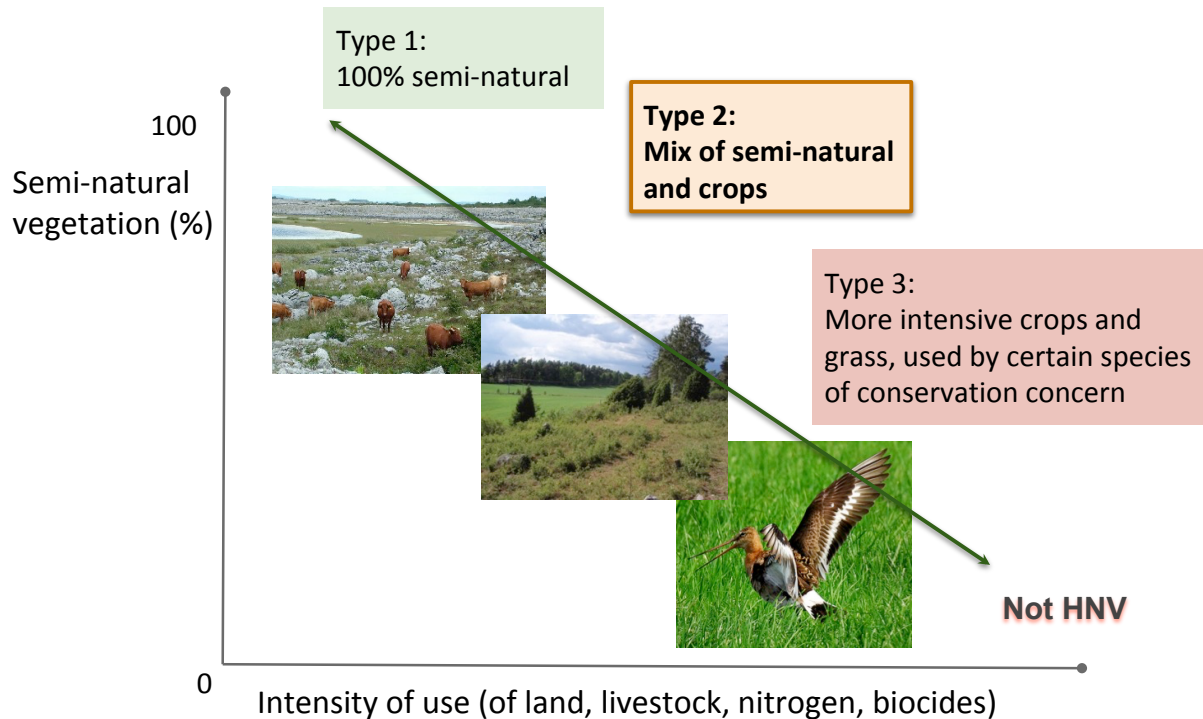 Type 1:
100% semi-natural
100
Type 2:
Mix of semi-natural
and crops
Semi-natural
vegetation (%)
Type 3:
More intensive crops and
grass, used by certain species
of conservation concern
Not HNV
0
Intensity of use (of land, livestock, nitrogen, biocides)